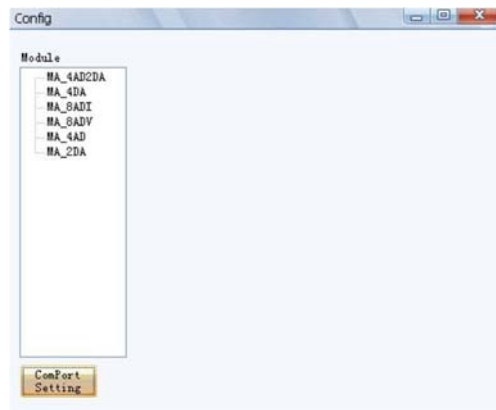 Config
Module
MA_4AD2DA
MA_4DA
MA_8ADI
MA_8ADV
MA_4AD
MA_2DA
ComPort
Setting